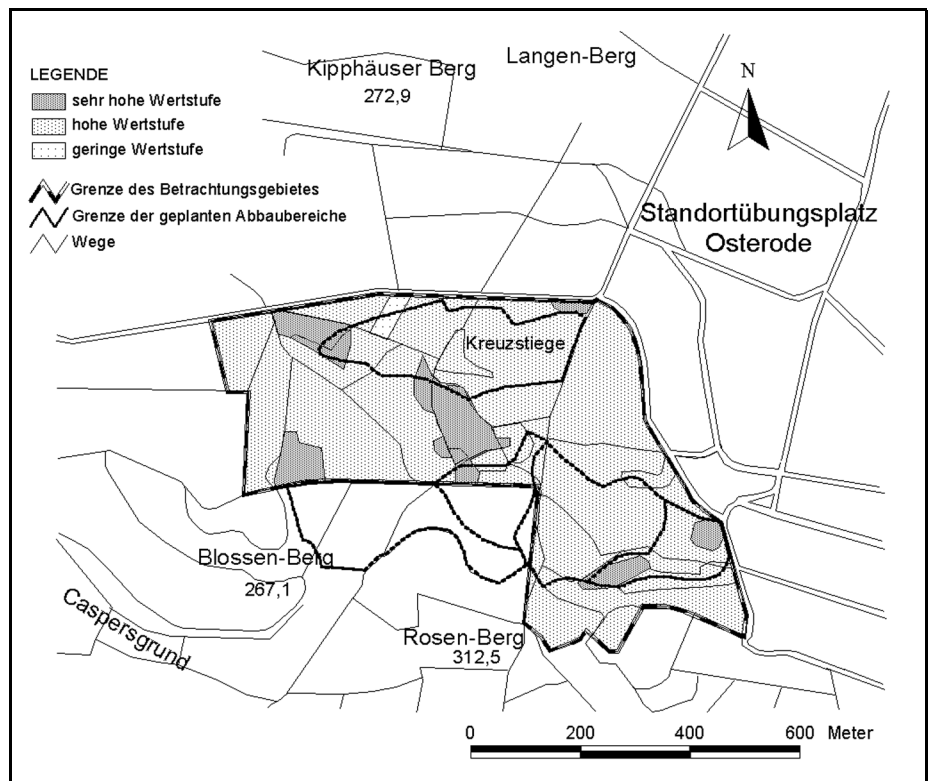 Langen-Berg
Kipphäuser Berg
272,9
N
LEGENDE
sehr hohe Wertstufe
hohe Wertstufe
geringe Wertstufe
Grenze des Betrachtungsgebietes
Grenze der geplanten Abbaubereiche
Wege
Standortübungsplatz
Osterode
Kreuzstiege
Blossen-Berg
267,1
Caspersgrund
Rosen-Berg
312,5
0 200 400 600 Meter